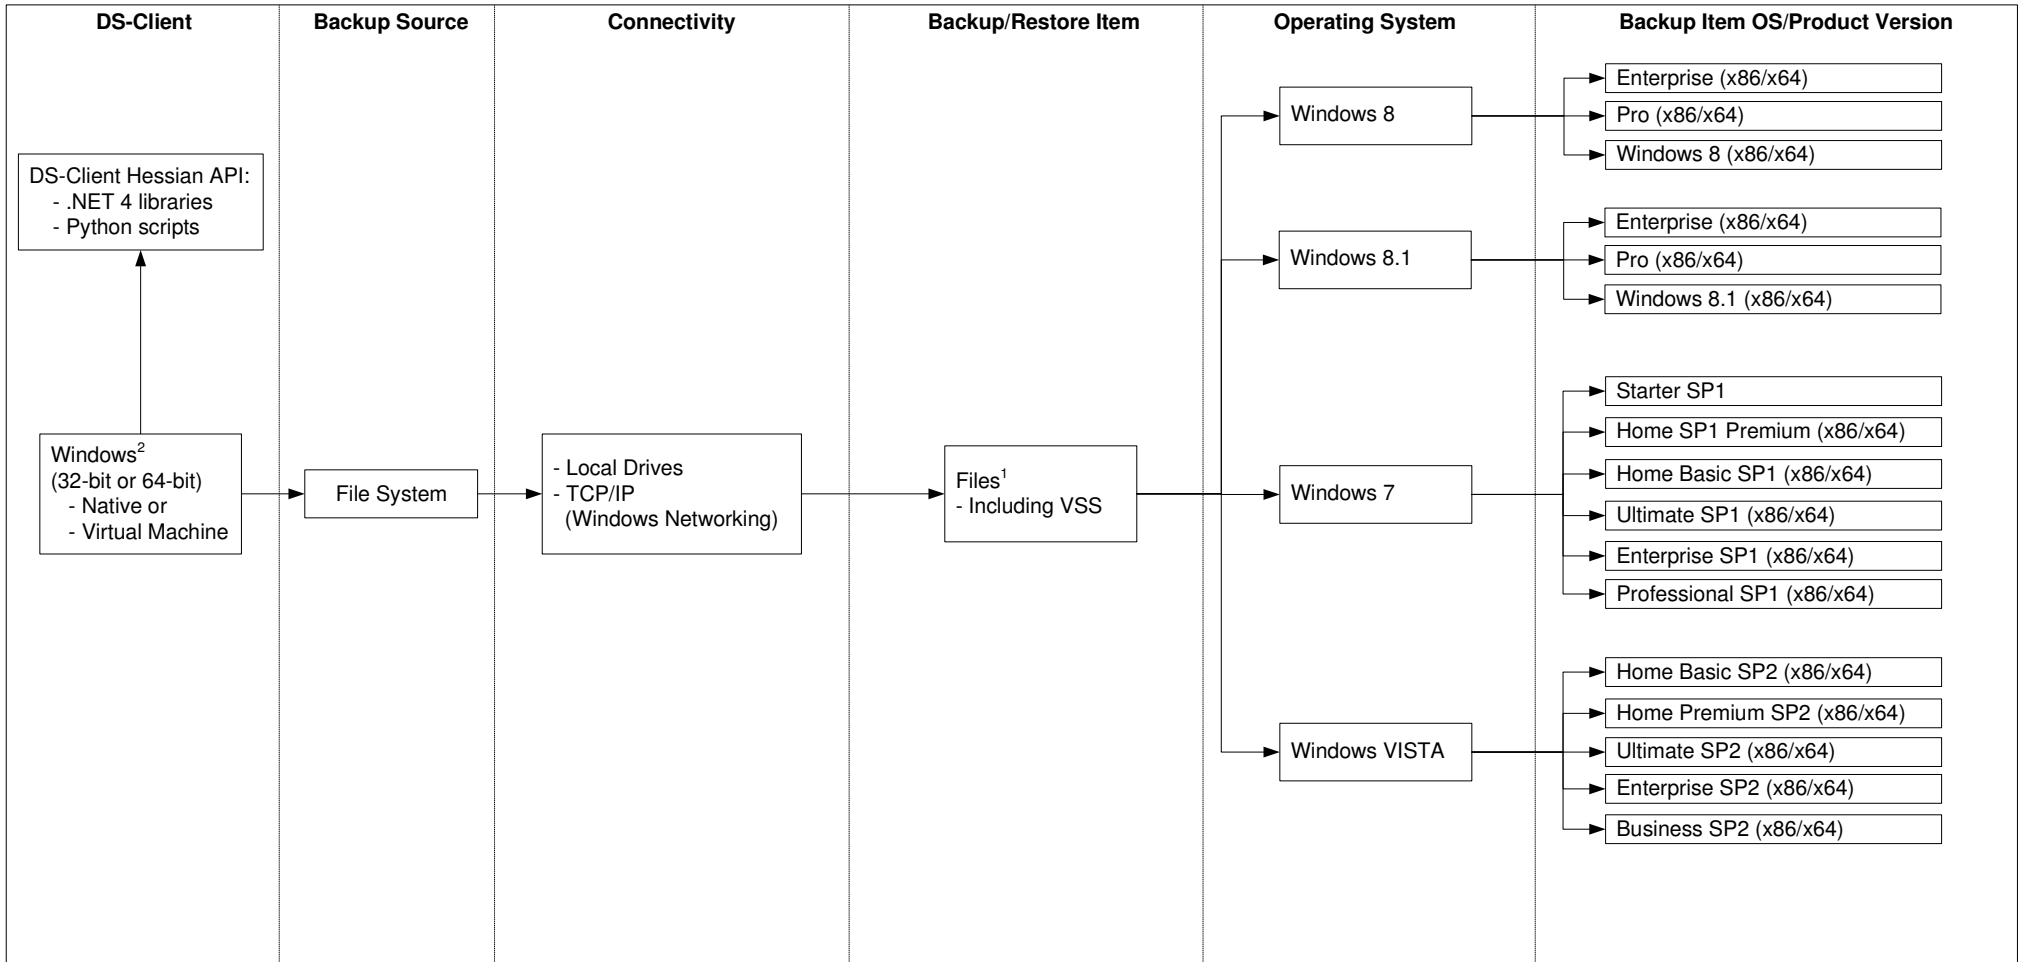 DS-Client
Backup Source
Connectivity
Backup/Restore Item
Operating System
Backup Item OS/Product Version
DS-Client Hessian API:
- .NET 4 libraries
- Python scripts
Windows²
(32-bit or 64-bit)
- Native or
- Virtual Machine
File System
- Local Drives
- TCP/IP
(Windows Networking)
Files¹
- Including VSS
Windows 8
Enterprise (x86/x64)
Pro (x86/x64)
Windows 8 (x86/x64)
Windows 8.1
Enterprise (x86/x64)
Pro (x86/x64)
Windows 8.1 (x86/x64)
Windows 7
Starter SP1
Home SP1 Premium (x86/x64)
Home Basic SP1 (x86/x64)
Ultimate SP1 (x86/x64)
Enterprise SP1 (x86/x64)
Professional SP1 (x86/x64)
Windows VISTA
Home Basic SP2 (x86/x64)
Home Premium SP2 (x86/x64)
Ultimate SP2 (x86/x64)
Enterprise SP2 (x86/x64)
Business SP2 (x86/x64)